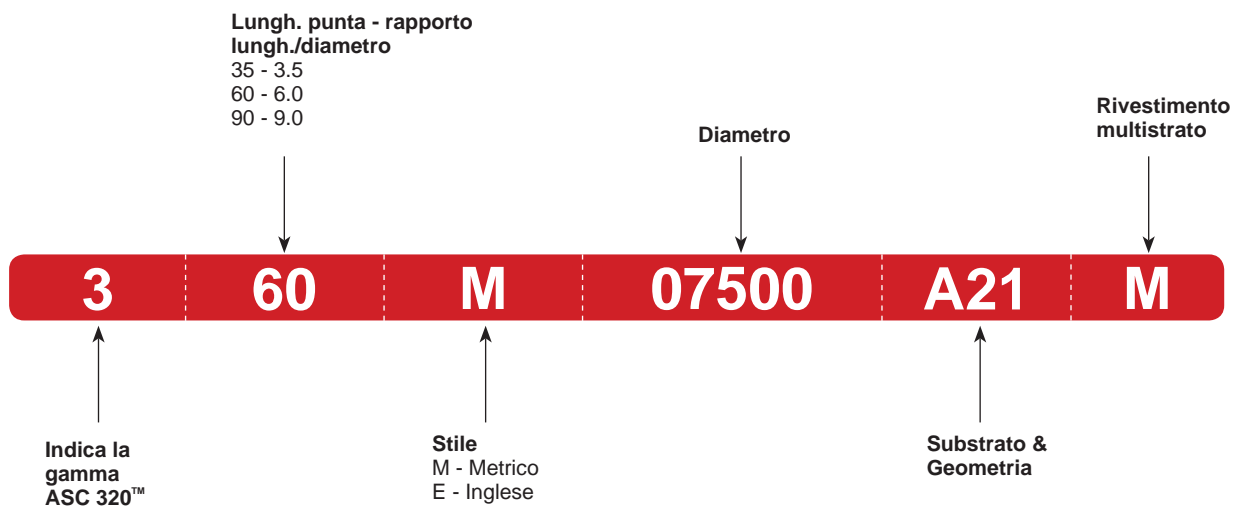 Lungh. punta - rapporto
lungh./diametro
35 - 3.5
60 - 6.0
90 - 9.0
Diametro
Rivestimento
multistrato
3 60 M 07500 A21 M
Indica la
gamma
ASC 320™
Stile
M - Metrico
E - Inglese
Substrato &
Geometria